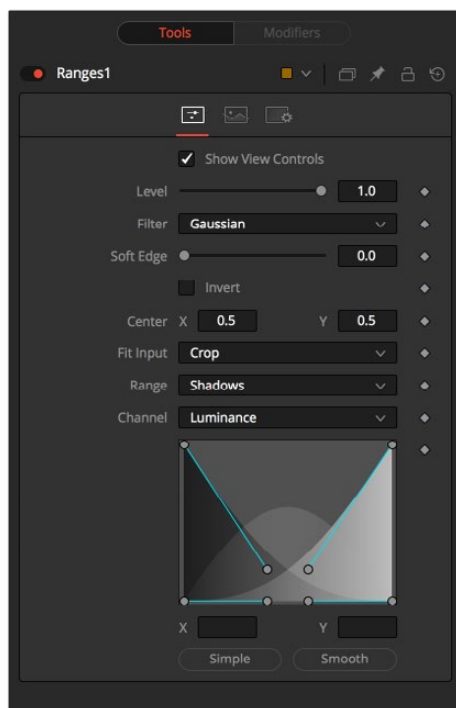 Tools Modifiers
Ranges1
Show View Controls
Level 1.0
Filter Gaussian
Soft Edge 0.0
Invert
Center X 0.5 Y 0.5
Fit Input Crop
Range Shadows
Channel Luminance
X Y
Simple Smooth